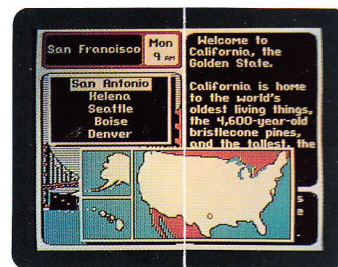 San Francisco
Mon
9 AM
San Antonio
Helena
Seattle
Boise
Denver
Welcome to
California, the
Golden State.
California is home
to the world's
oldest living things,
the 4,600-year-old
bristlecone pines,
and the tallest, the